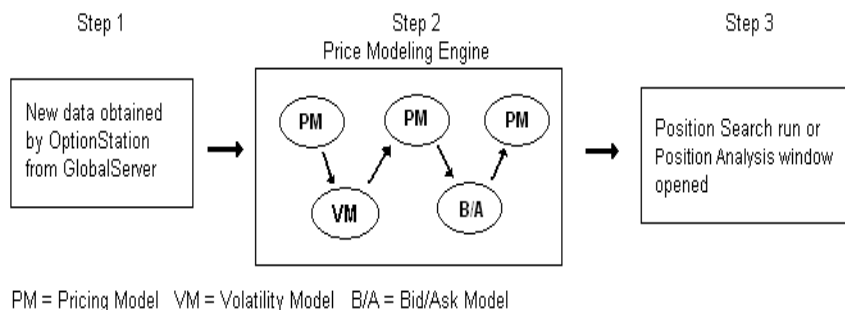 Step 1
Step 2
Price Modeling Engine
Step 3
New data obtained
by OptionStation
from GlobalServer
PM
PM
PM
VM
B/A
Position Search run or
Position Analysis window
opened
PM = Pricing Model VM = Volatility Model B/A = Bid/Ask Model